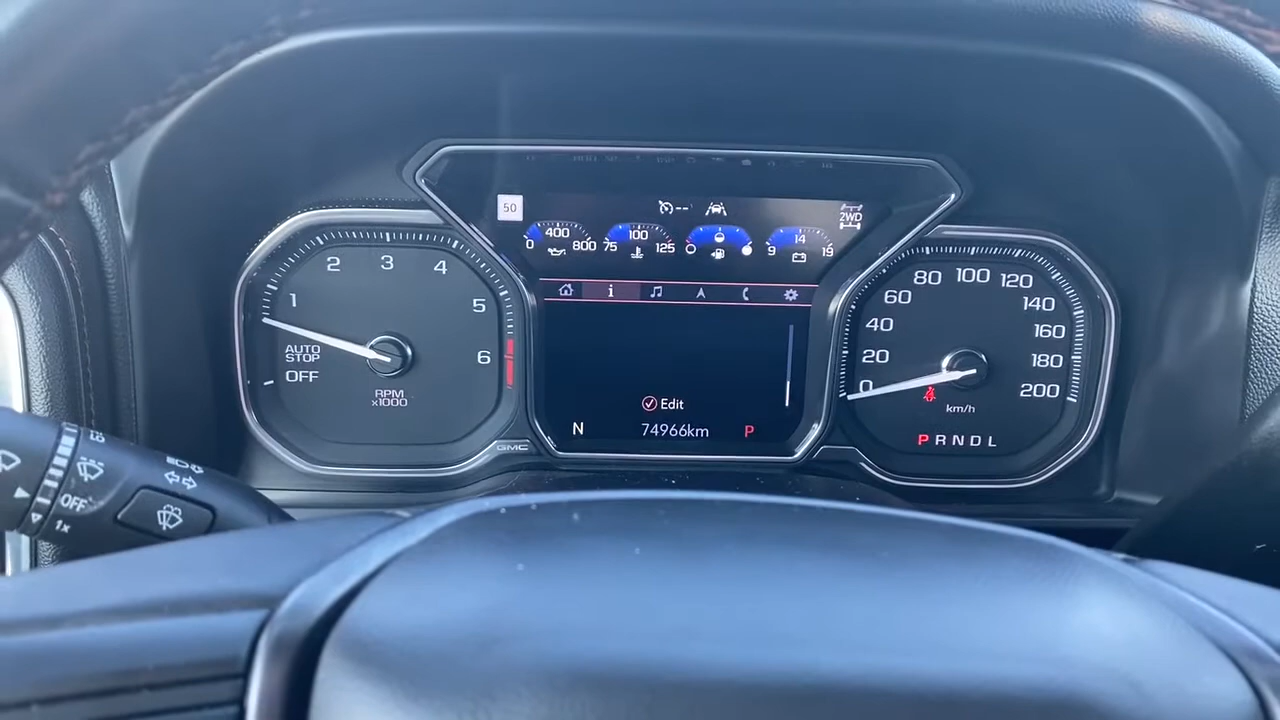 50
--
2WD
400
0 800
100
75 125
14
9 19
1 2 3 4 5 6
AUTO
STOP
OFF
RPM
x1000
GMC
i
Edit
N 74966km P
0 20 40 60 80 100 120 140 160 180 200
km/h
P R N D L
OFF
1x